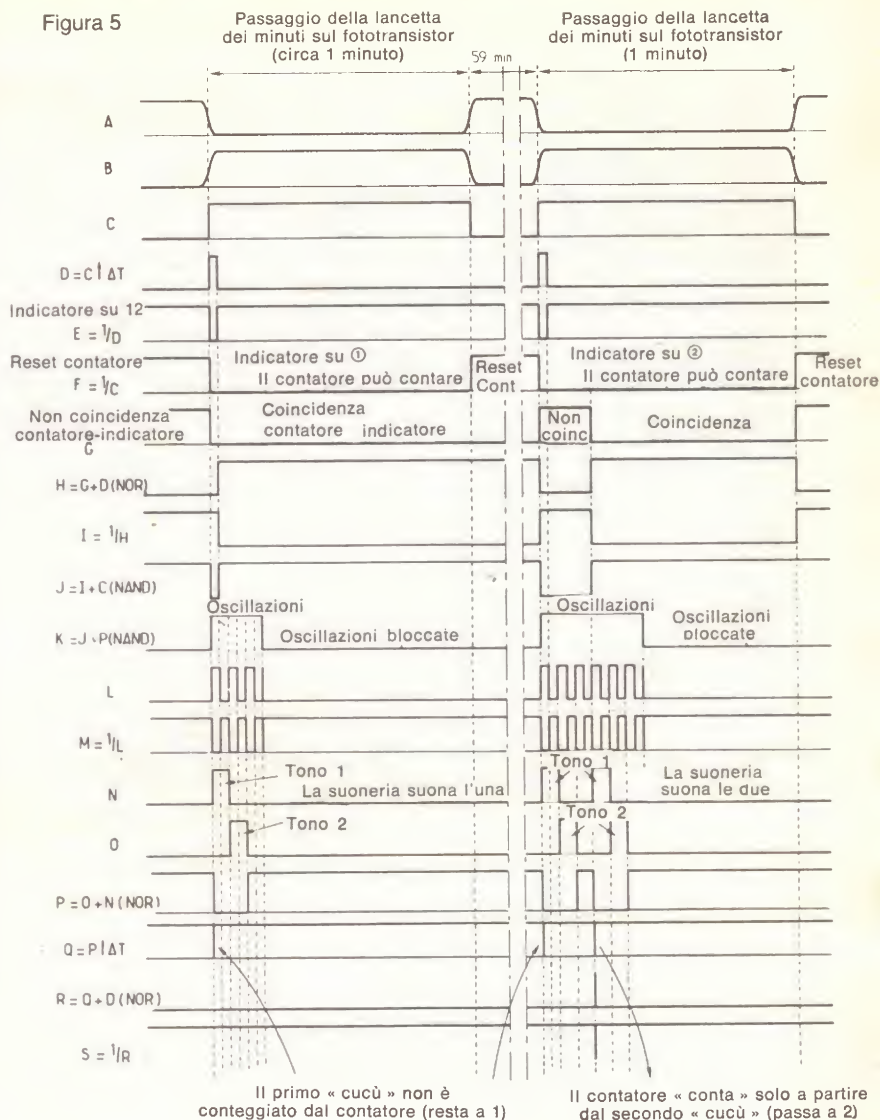 Figura 5
Passaggio della lancetta
dei minuti sul fototransistor
(circa 1 minuto)
59 min
Passaggio della lancetta
dei minuti sul fototransistor
(1 minuto)
A
B
C
D=C↑ΔT
Indicatore su 12
E = 1/D
Reset contatore
F = 1/C
Indicatore su ①
Il contatore può contare
Reset
Cont
Indicatore su ②
Il contatore può contare
Reset
contatore
Non coincidenza
contatore-indicatore
G
Coincidenza
contatore indicatore
Non
coinc
Coincidenza
H=G+D(NOR)
I = 1/H
J=I+C(NAND)
Oscillazioni
Oscillazioni
K=J·P(NAND)
Oscillazioni bloccate
Oscillazioni
bloccate
L
M=1/L
N
Tono 1
La suoneria suona l'una
Tono 1
La suoneria
suona le due
O
Tono 2
Tono 2
P=O+N(NOR)
Q=P↑ΔT
R=Q+D(NOR)
S=1/R
Il primo « cucù » non è
conteggiato dal contatore (resta a 1)
Il contatore « conta » solo a partire
dal secondo « cucù » (passa a 2)